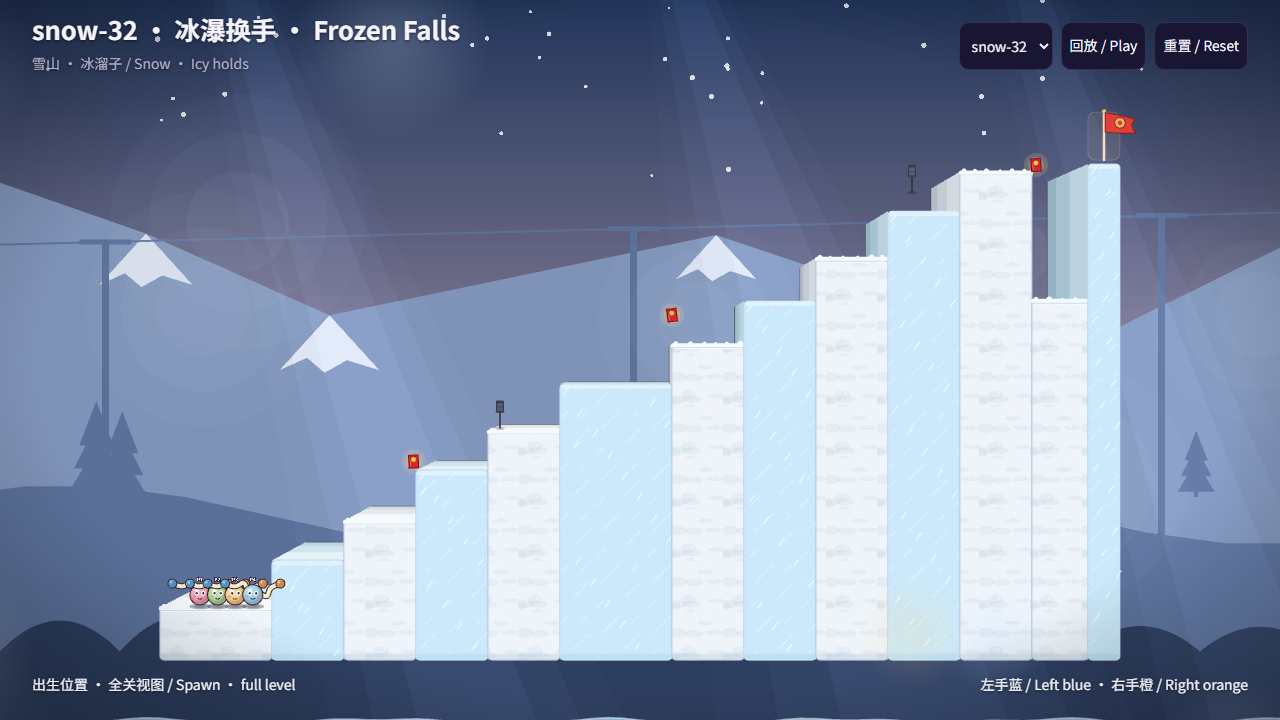 snow-32 • 冰瀑换手 • Frozen Falls
雪山 · 冰溜子 / Snow · Icy holds
snow-32
回放 / Play
重置 / Reset
出生位置 · 全关视图 / Spawn · full level
左手蓝 / Left blue · 右手橙 / Right orange